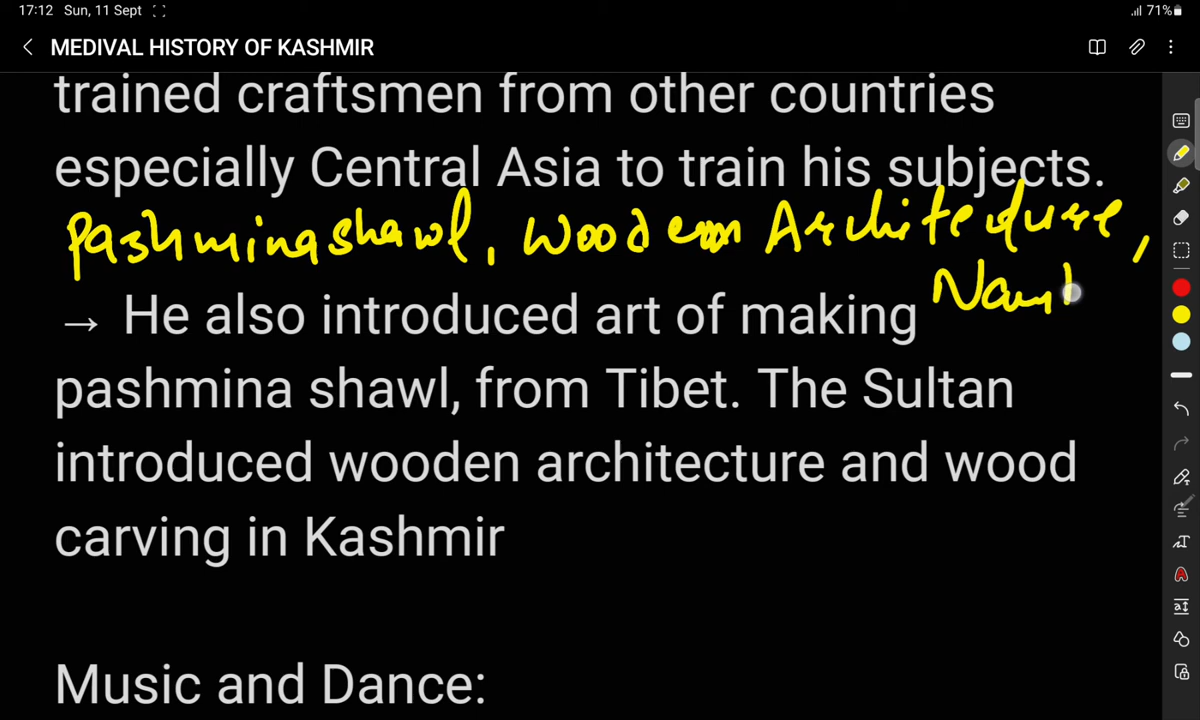 17:12 Sun, 11 Sept 71%
MEDIVAL HISTORY OF KASHMIR
trained craftsmen from other countries
especially Central Asia to train his subjects.
Pashmina shawl, Wooden Architecture,
→ He also introduced art of making
pashmina shawl, from Tibet. The Sultan
introduced wooden architecture and wood
carving in Kashmir
Music and Dance: